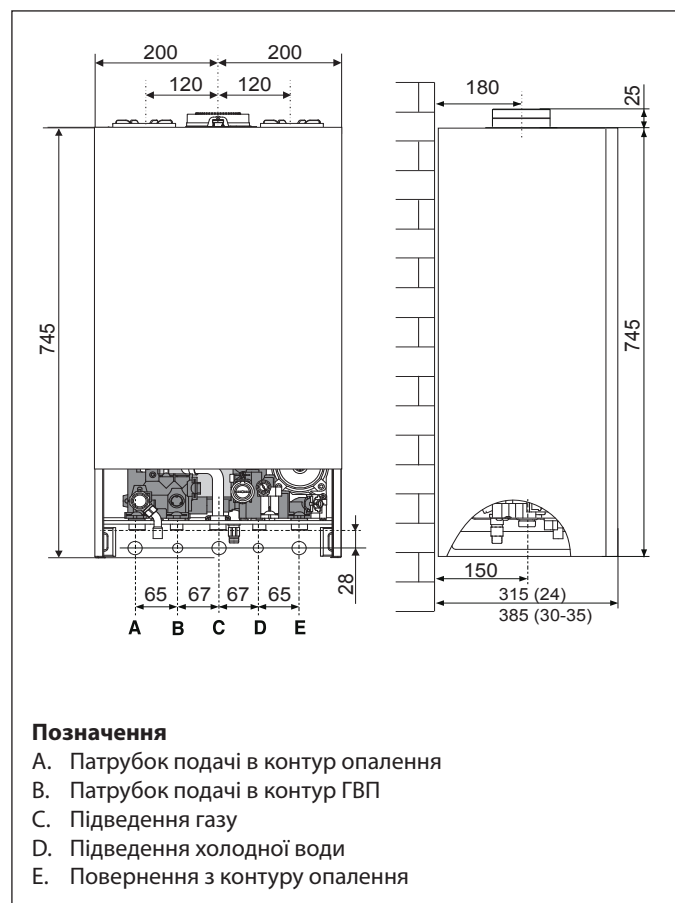 200 200
120 120
180
25
745
745
28
150
65 67 67 65
315 (24)
385 (30-35)
A B C D E
Позначення
A. Патрубок подачі в контур опалення
B. Патрубок подачі в контур ГВП
C. Підведення газу
D. Підведення холодної води
E. Повернення з контуру опалення